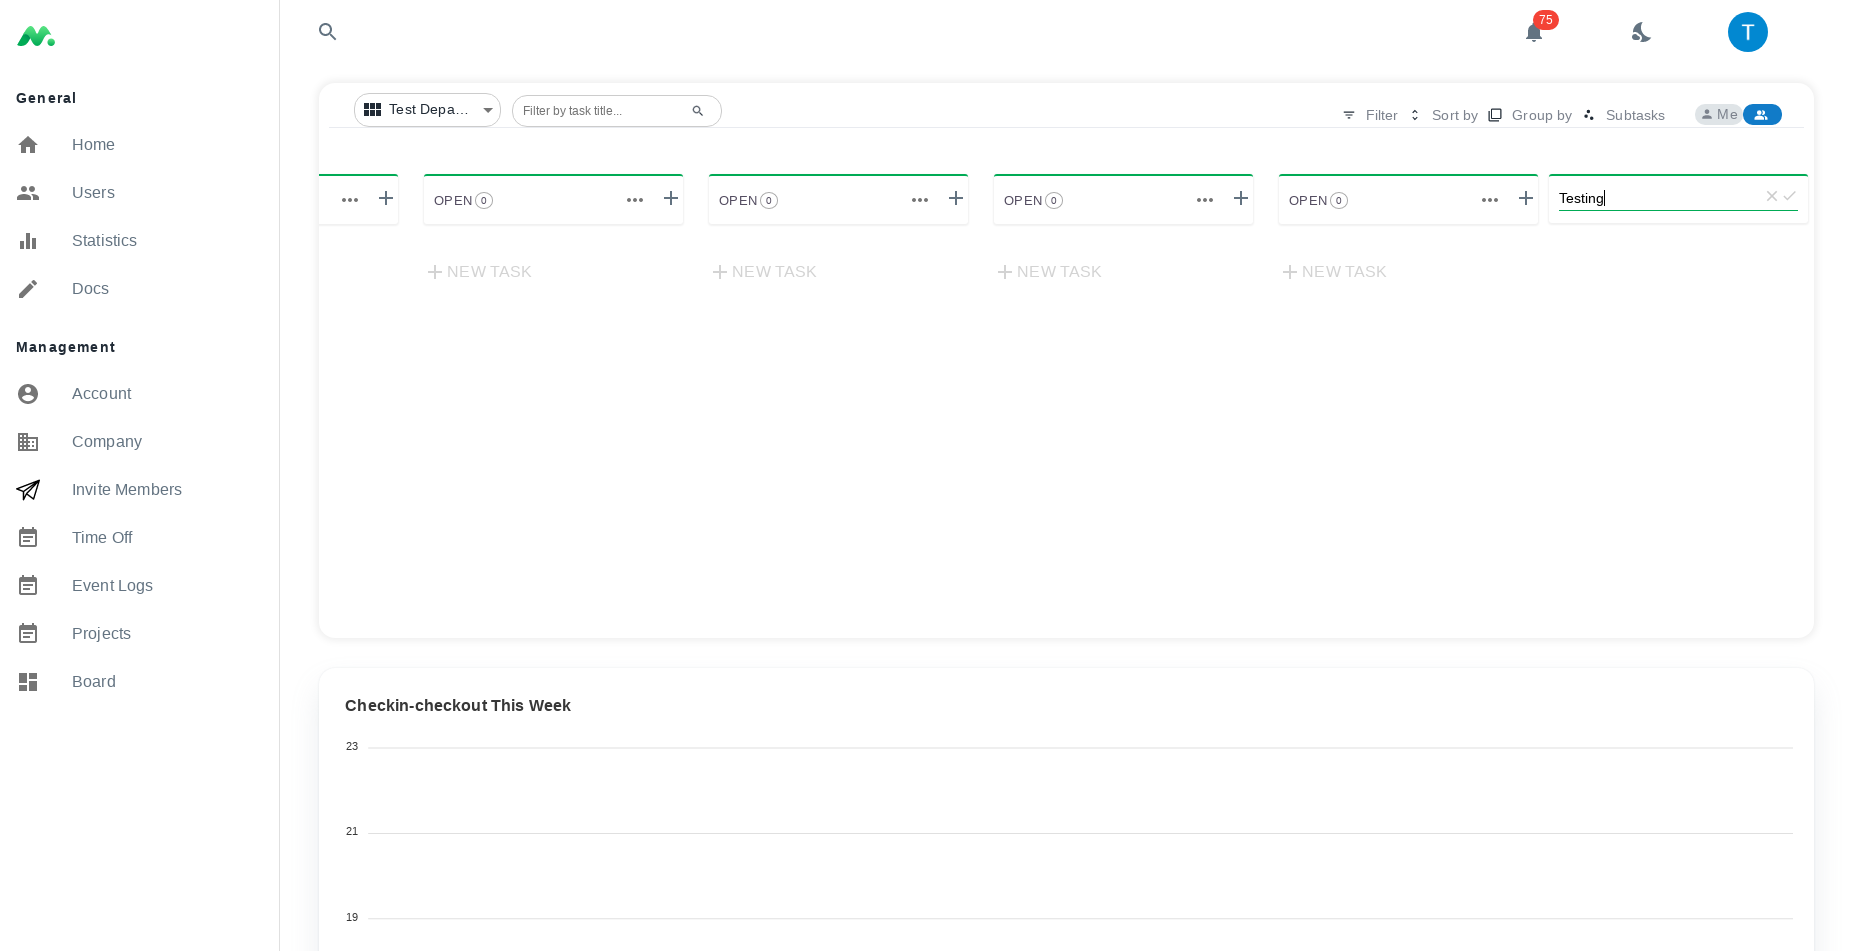 75
T
General
Home
Users
Statistics
Docs
Management
Account
Company
Invite Members
Time Off
Event Logs
Projects
Board
Test Depa...
Filter by task title...
Filter
Sort by
Group by
Subtasks
Me
OPEN 0
OPEN 0
OPEN 0
OPEN 0
Testing
NEW TASK
NEW TASK
NEW TASK
NEW TASK
Checkin-checkout This Week
23
21
19